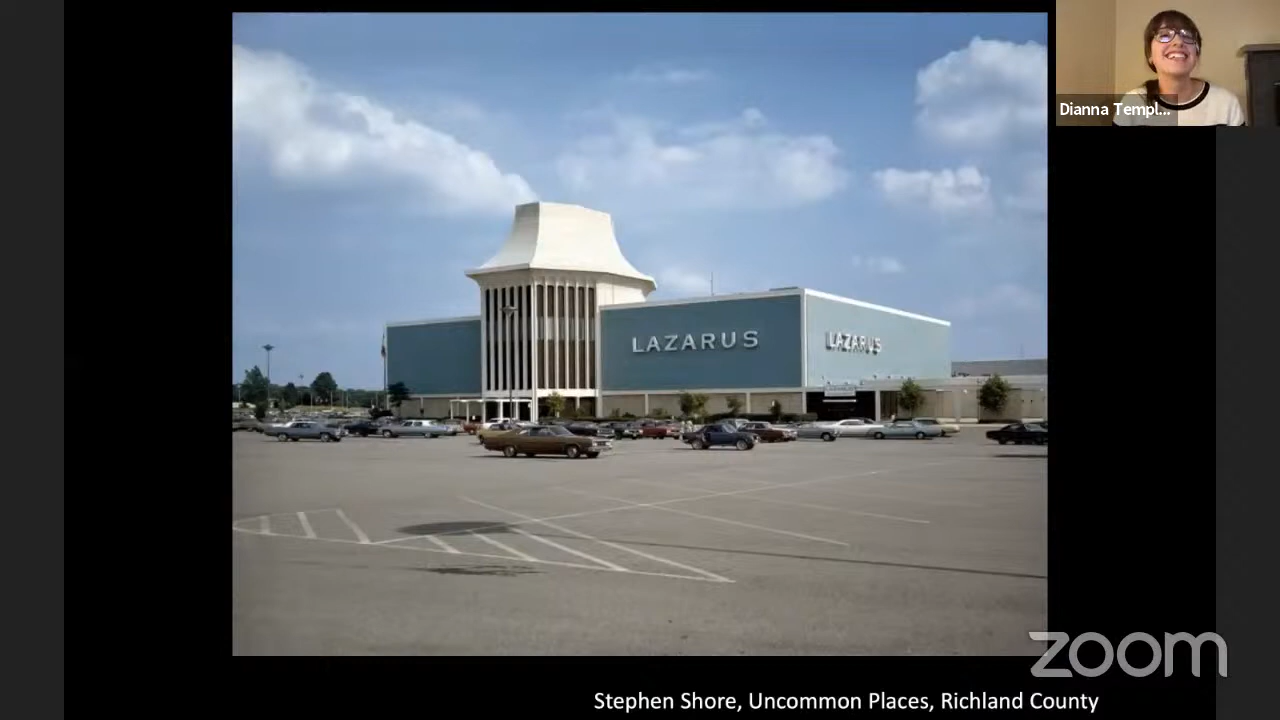 Dianna Templ...
LAZARUS
LAZARUS
zoom
Stephen Shore, Uncommon Places, Richland County